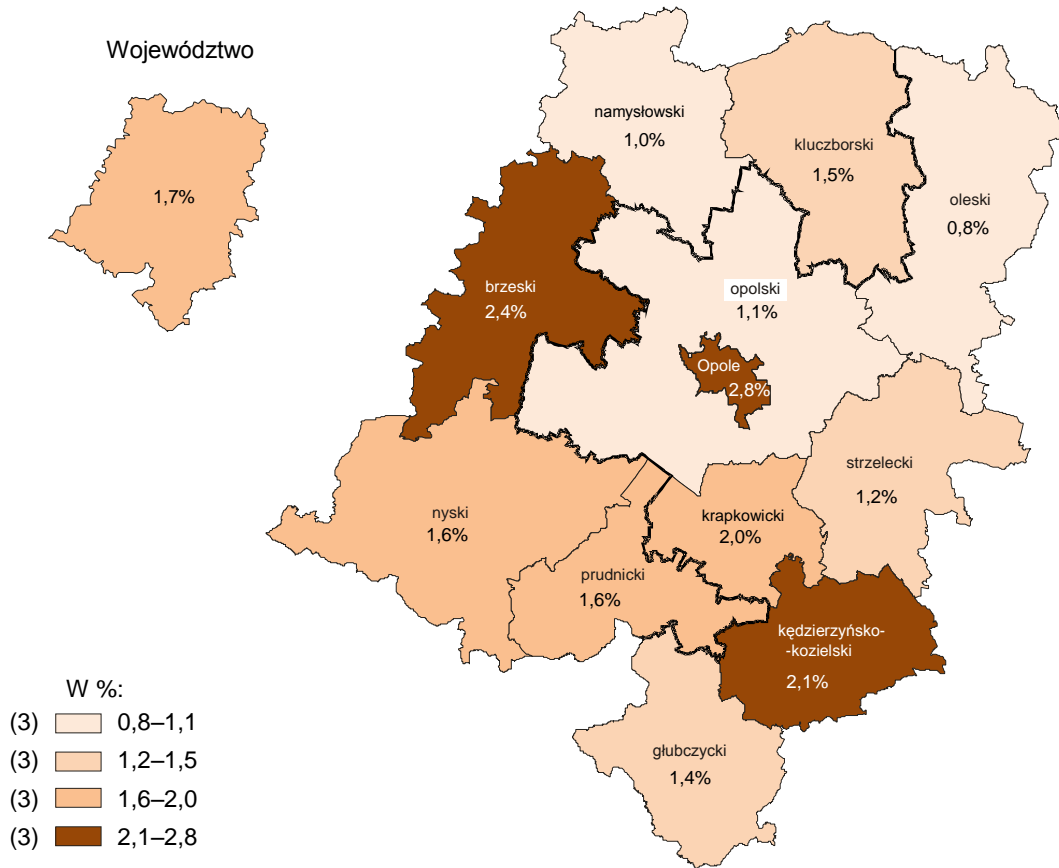 Województwo
1,7%
namysłowski
1,0%
kluczborski
1,5%
oleski
0,8%
brzeski
2,4%
opolski
1,1%
Opole
2,8%
strzelecki
1,2%
nyski
1,6%
krapkowicki
2,0%
prudnicki
1,6%
kędzierzyńsko-
-kozielski
2,1%
głubczycki
1,4%
W %:
(3) 0,8–1,1
(3) 1,2–1,5
(3) 1,6–2,0
(3) 2,1–2,8